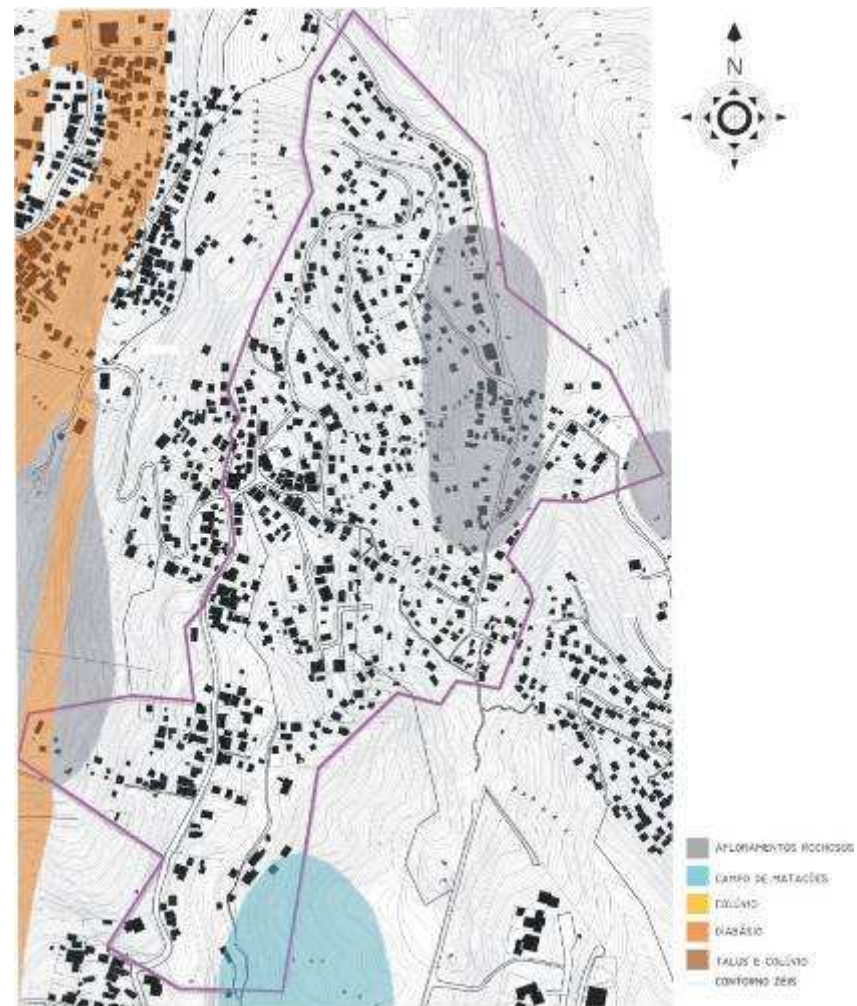 N
AFLORAMENTOS ROCHOSOS
CAMPO DE MATACÕES
COLÚVIO
DIABÁSIO
TALUS E COLÚVIO
CONTORNO ZEIS